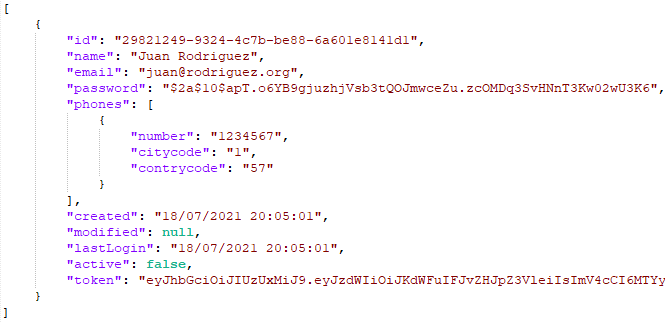 [
{
"id": "29821249-9324-4c7b-be88-6a601e8141d1",
"name": "Juan Rodriguez",
"email": "juan@rodriguez.org",
"password": "$2a$10$apT.o6YB9gjuzhjVsb3tQOJmwceZu.zcOMDq3SvHNnT3Kw02wU3K6",
"phones": [
{
"number": "1234567",
"citycode": "1",
"contrycode": "57"
}
],
"created": "18/07/2021 20:05:01",
"modified": null,
"lastLogin": "18/07/2021 20:05:01",
"active": false,
"token": "eyJhbGciOiJIUzUxMiJ9.eyJzdWIiOiJKdWFuIFJvZHJpZ3VleiIsImV4cCI6MTYy
}
]